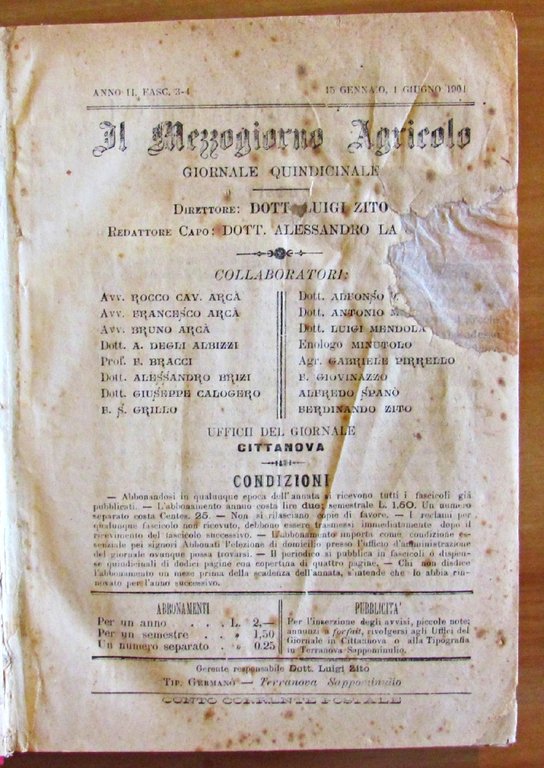 ANNO II, FASC. 3-4 15 GENNAIO, 1 GIUGNO 1901
Il Mezzogiorno Agricolo
GIORNALE QUINDICINALE
DIRETTORE: DOTT. LUIGI ZITO
REDATTORE CAPO: DOTT. ALESSANDRO LA
COLLABORATORI:
Avv. ROCCO CAV. ARCÀ
Avv. FRANCESCO ARCÀ
Avv. BRUNO ARCÀ
Dott. A. DEGLI ALBIZZI
Prof. F. BRACCI
Dott. ALESSANDRO BRIZI
Dott. GIUSEPPE CALOGERO
F. S. GRILLO
Dott. ALFONSO
Dott. ANTONIO
Dott. LUIGI MENDOLA
Enologo MINUTOLO
Agr. GABRIELE PIRRELLO
F. GIOVINAZZO
ALFREDO SPANÒ
FERDINANDO ZITO
UFFICII DEL GIORNALE
CITTANOVA
CONDIZIONI
— Abbonandosi in qualunque epoca dell'annata si ricevono tutti i fascicoli già
pubblicati. — L'abbonamento annuo costa lire due; semestrale L. 1,50. Un numero
separato costa Centes. 25. — Non si rilasciano copie di favore. — I reclami per
qualunque fascicolo non ricevuto, debbono essere trasmessi immediatamente dopo il
ricevimento del fascicolo successivo. — L'abbonamento importa come condizione es-
senziale pei signori Abbonati l'elezione di domicilio presso l'ufficio d'amministrazione
del giornale ovunque possa trovarsi. — Il periodico si pubblica in fascicoli o dispen-
se quindicinali di dodici pagine con copertina di quattro pagine. — Chi non disdice
l'abbonamento un mese prima della scadenza dell'annata, s'intende che lo abbia rin-
novato per l'anno successivo.
ABBONAMENTI
Per un anno . . . L. 2,—
Per un semestre . . » 1,50
Un numero separato . » 0.25
PUBBLICITA'
Per l'inserzione degli avvisi, piccole note;
annunzi a forfait, rivolgersi agli Uffici del
Giornale in Cittanova o alla Tipografia
in Terranova Sappominulio.
Gerente responsabile Dott. Luigi Zito
TIP. GERMANÒ — Terranova Sappominulio
CONTO CORRENTE POSTALE